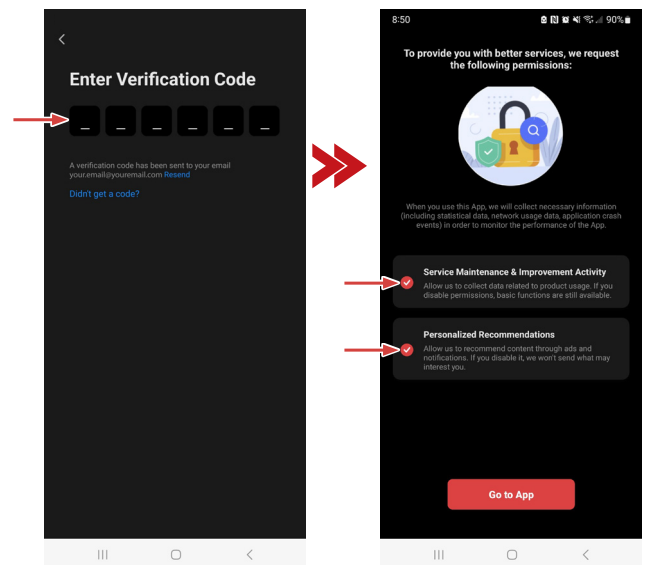 Enter Verification Code
A verification code has been sent to your email
your.email@youremail.com Resend
Didn't get a code?
8:50
90%
To provide you with better services, we request
the following permissions:
When you use this App, we will collect necessary information
(including statistical data, network usage data, application crash
events) in order to monitor the performance of the App.
Service Maintenance & Improvement Activity
Allow us to collect data related to product usage. If you
disable permissions, basic functions are still available.
Personalized Recommendations
Allow us to recommend content through ads and
notifications. If you disable it, we won't send what may
interest you.
Go to App